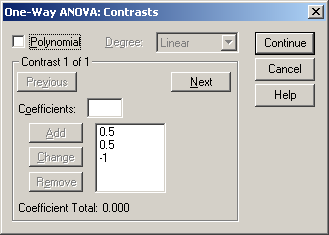 One-Way ANOVA: Contrasts
Polynomial Degree: Linear Continue
Contrast 1 of 1 Cancel
Previous Next Help
Coefficients:
Add 0.5
0.5
Change -1
Remove
Coefficient Total: 0.000